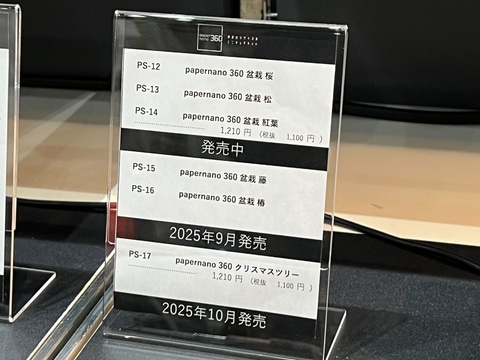 360
PS-12 papernano 360 盆栽 桜
PS-13 papernano 360 盆栽 松
PS-14 papernano 360 盆栽 紅葉
1,210 円 (税抜 1,100 円)
発売中
PS-15 papernano 360 盆栽 藤
PS-16 papernano 360 盆栽 椿
2025年9月発売
PS-17 papernano 360 クリスマスツリー
1,210 円 (税抜 1,100 円)
2025年10月発売